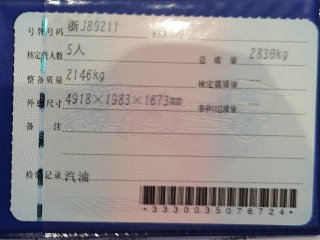 号牌号码 浙J89211
核定载人数 5人 总质量 2830kg
整备质量 2146kg 核定载质量 —
外廓尺寸 4918×1983×1673mm 准牵引总质量 —
备注
检验记录 汽油
*3330035076724*